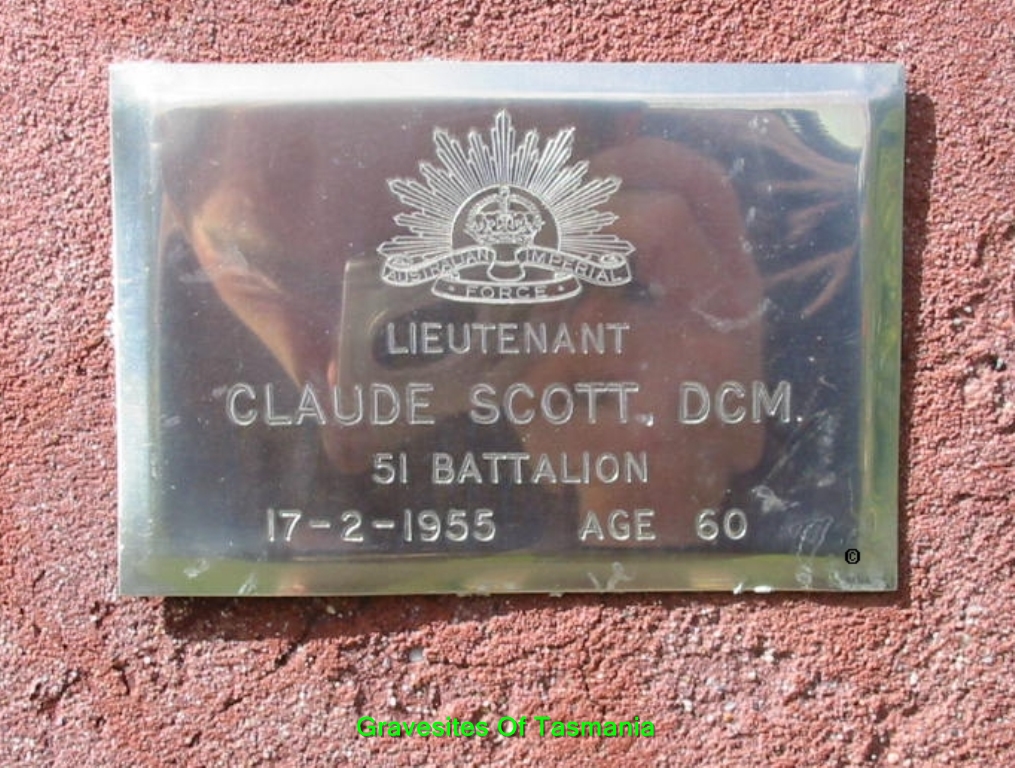 AUSTRALIAN IMPERIAL
FORCE
LIEUTENANT
CLAUDE SCOTT, DCM.
51 BATTALION
17-2-1955 AGE 60
©
Gravesites Of Tasmania